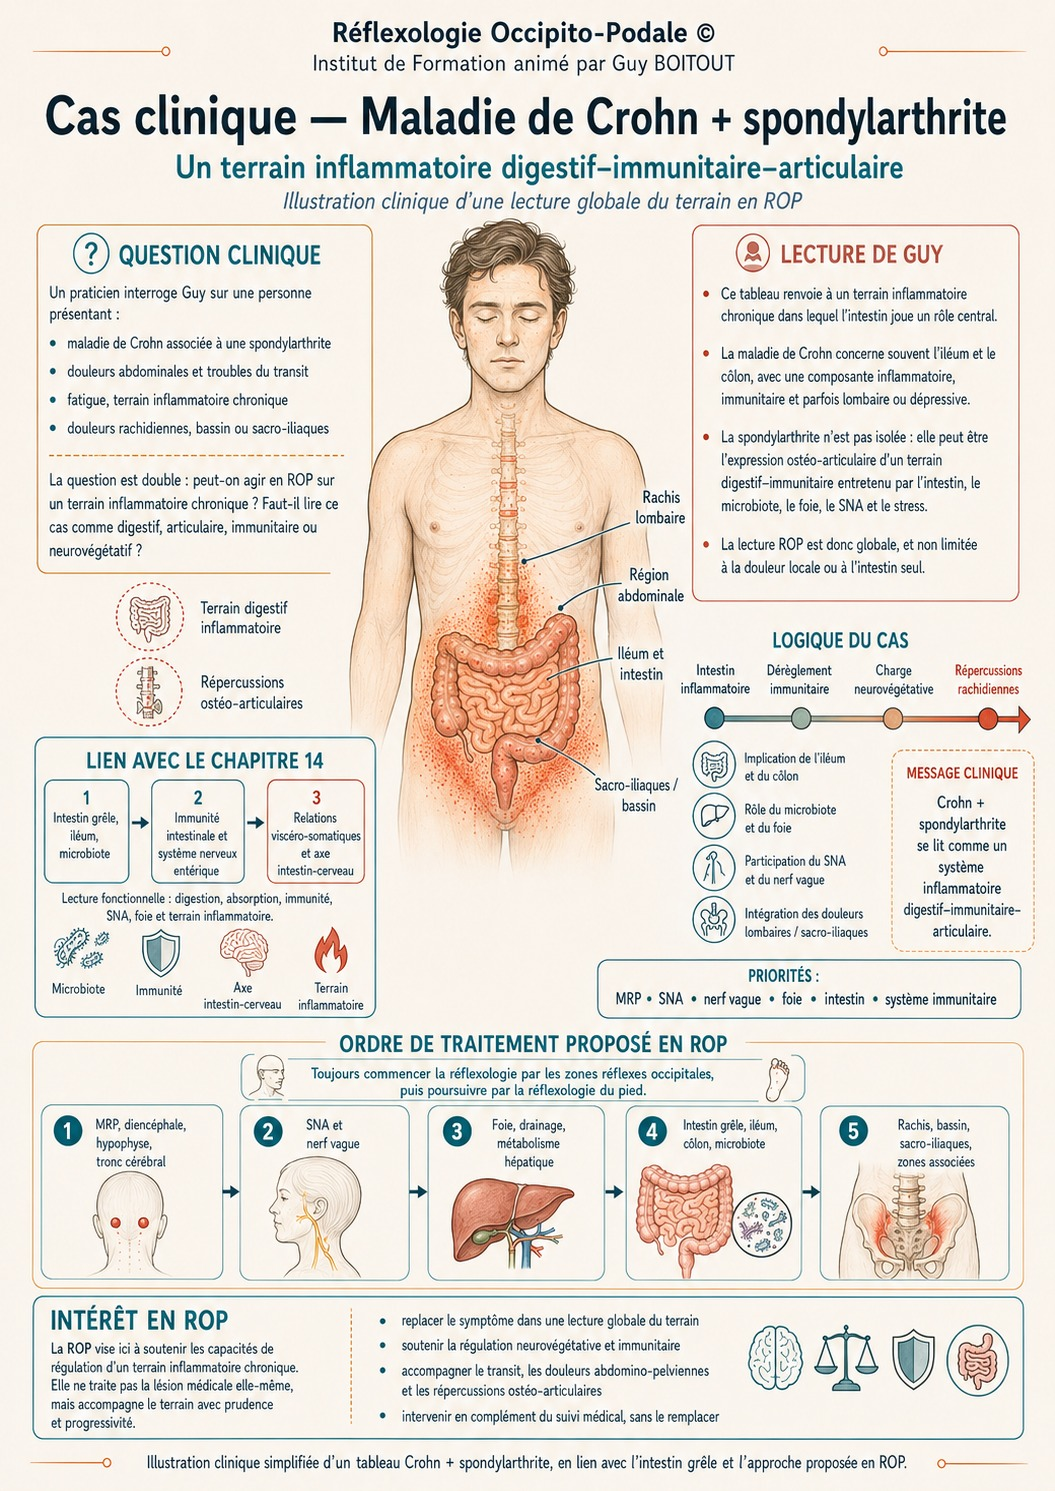 Réflexologie Occipito-Podale ©
Institut de Formation animé par Guy BOITOUT
Cas clinique — Maladie de Crohn + spondylarthrite
Un terrain inflammatoire digestif–immunitaire–articulaire
Illustration clinique d'une lecture globale du terrain en ROP
? QUESTION CLINIQUE
Un praticien interroge Guy sur une personne
présentant :
• maladie de Crohn associée à une spondylarthrite
• douleurs abdominales et troubles du transit
• fatigue, terrain inflammatoire chronique
• douleurs rachidiennes, bassin ou sacro-iliaques
La question est double : peut-on agir en ROP sur
un terrain inflammatoire chronique ? Faut-il lire ce
cas comme digestif, articulaire, immunitaire ou
neurovégétatif ?
Terrain digestif
inflammatoire
Répercussions
ostéo-articulaires
Rachis
lombaire
Région
abdominale
Iléum et
intestin
Sacro-iliaques /
bassin
LECTURE DE GUY
• Ce tableau renvoie à un terrain inflammatoire
chronique dans lequel l'intestin joue un rôle central.
• La maladie de Crohn concerne souvent l'iléum et le
côlon, avec une composante inflammatoire,
immunitaire et parfois lombaire ou dépressive.
• La spondylarthrite n'est pas isolée : elle peut être
l'expression ostéo-articulaire d'un terrain
digestif–immunitaire entretenu par l'intestin, le
microbiote, le foie, le SNA et le stress.
• La lecture ROP est donc globale, et non limitée
à la douleur locale ou à l'intestin seul.
LOGIQUE DU CAS
Intestin
inflammatoire
Dérèglement
immunitaire
Charge
neurovégétative
Répercussions
rachidiennes
Implication de l'iléum
et du côlon
Rôle du microbiote
et du foie
Participation du SNA
et du nerf vague
Intégration des douleurs
lombaires / sacro-iliaques
MESSAGE CLINIQUE
Crohn +
spondylarthrite
se lit comme un
système
inflammatoire
digestif–immunitaire–
articulaire.
LIEN AVEC LE CHAPITRE 14
1
Intestin grêle,
iléum,
microbiote
2
Immunité
intestinale et
système nerveux
entérique
3
Relations
viscéro-somatiques
et axe
intestin-cerveau
Lecture fonctionnelle : digestion, absorption, immunité,
SNA, foie et terrain inflammatoire.
Microbiote
Immunité
Axe
intestin-cerveau
Terrain
inflammatoire
PRIORITÉS :
MRP • SNA • nerf vague • foie • intestin • système immunitaire
ORDRE DE TRAITEMENT PROPOSÉ EN ROP
Toujours commencer la réflexologie par les zones réflexes occipitales,
puis poursuivre par la réflexologie du pied.
1
MRP, diencéphale,
hypophyse,
tronc cérébral
2
SNA et
nerf vague
3
Foie, drainage,
métabolisme
hépatique
4
Intestin grêle, iléum,
côlon, microbiote
5
Rachis, bassin,
sacro-iliaques,
zones associées
INTÉRÊT EN ROP
La ROP vise ici à soutenir les capacités de
régulation d'un terrain inflammatoire chronique.
Elle ne traite pas la lésion médicale elle-même,
mais accompagne le terrain avec prudence
et progressivité.
• replacer le symptôme dans une lecture globale du terrain
• soutenir la régulation neurovégétative et immunitaire
• accompagner le transit, les douleurs abdomino-pelviennes
et les répercussions ostéo-articulaires
• intervenir en complément du suivi médical, sans le remplacer
Illustration clinique simplifiée d'un tableau Crohn + spondylarthrite, en lien avec l'intestin grêle et l'approche proposée en ROP.